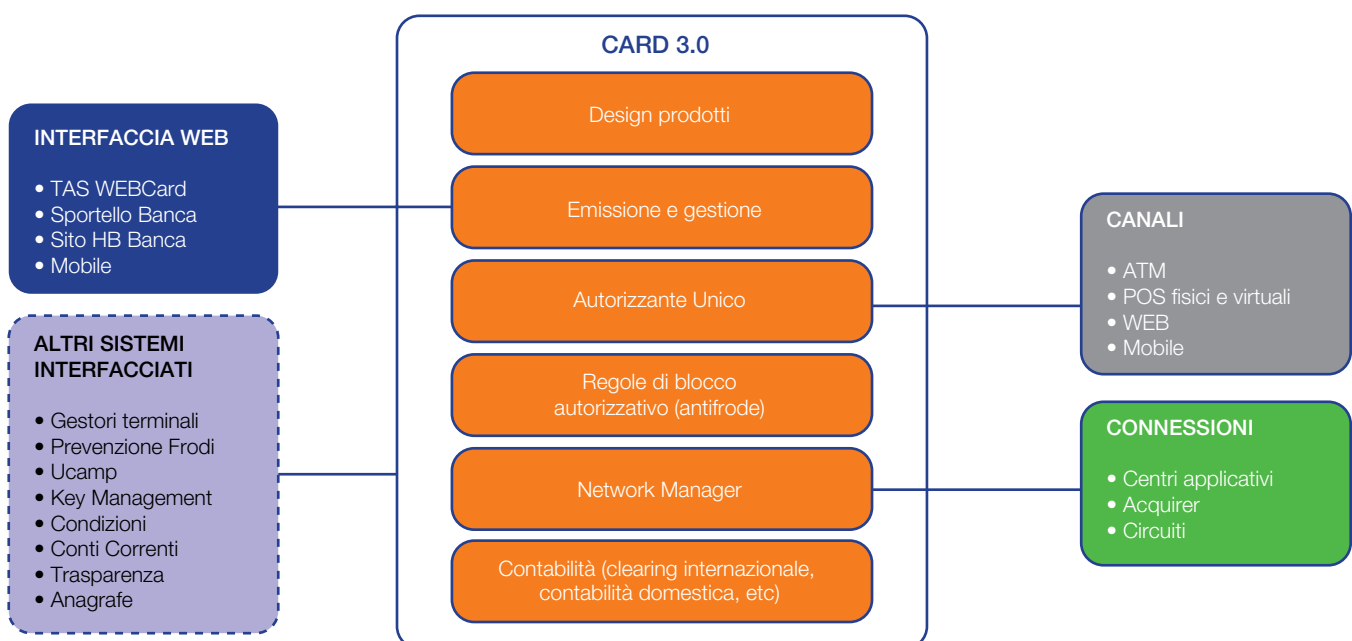 CARD 3.0
Design prodotti
Emissione e gestione
Autorizzante Unico
Regole di blocco
autorizzativo (antifrode)
Network Manager
Contabilità (clearing internazionale,
contabilità domestica, etc)
INTERFACCIA WEB
• TAS WEBCard
• Sportello Banca
• Sito HB Banca
• Mobile
ALTRI SISTEMI
INTERFACCIATI
• Gestori terminali
• Prevenzione Frodi
• Ucamp
• Key Management
• Condizioni
• Conti Correnti
• Trasparenza
• Anagrafe
CANALI
• ATM
• POS fisici e virtuali
• WEB
• Mobile
CONNESSIONI
• Centri applicativi
• Acquirer
• Circuiti